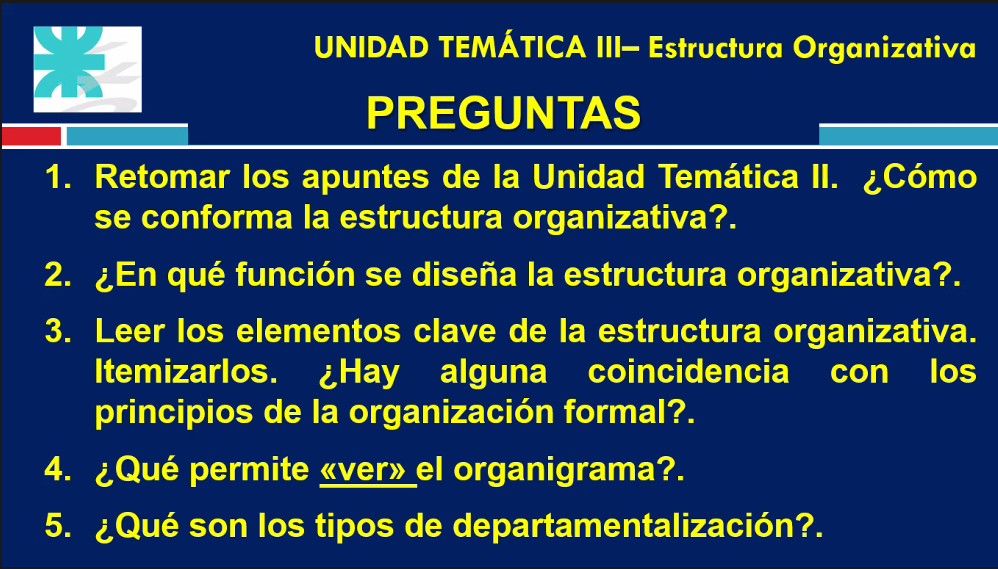 UNIDAD TEMÁTICA III– Estructura Organizativa
PREGUNTAS
1. Retomar los apuntes de la Unidad Temática II. ¿Cómo
se conforma la estructura organizativa?.
2. ¿En qué función se diseña la estructura organizativa?.
3. Leer los elementos clave de la estructura organizativa.
Itemizarlos. ¿Hay alguna coincidencia con los
principios de la organización formal?.
4. ¿Qué permite «ver» el organigrama?.
5. ¿Qué son los tipos de departamentalización?.